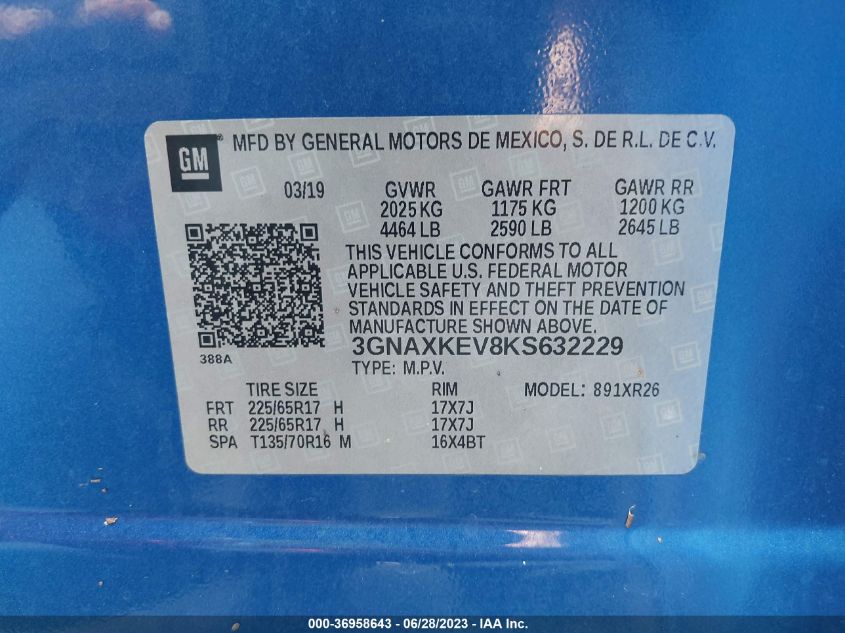 GM ® MFD BY GENERAL MOTORS DE MEXICO, S. DE R.L. DE C.V.
03/19 GVWR GAWR FRT GAWR RR
2025 KG 1175 KG 1200 KG
4464 LB 2590 LB 2645 LB
THIS VEHICLE CONFORMS TO ALL
APPLICABLE U.S. FEDERAL MOTOR
VEHICLE SAFETY AND THEFT PREVENTION
STANDARDS IN EFFECT ON THE DATE OF
MANUFACTURE SHOWN ABOVE.
388A
3GNAXKEV8KS632229
TYPE: M.P.V.
TIRE SIZE RIM MODEL: 891XR26
FRT 225/65R17 H 17X7J
RR 225/65R17 H 17X7J
SPA T135/70R16 M 16X4BT
000-36958643 - 06/28/2023 - IAA Inc.